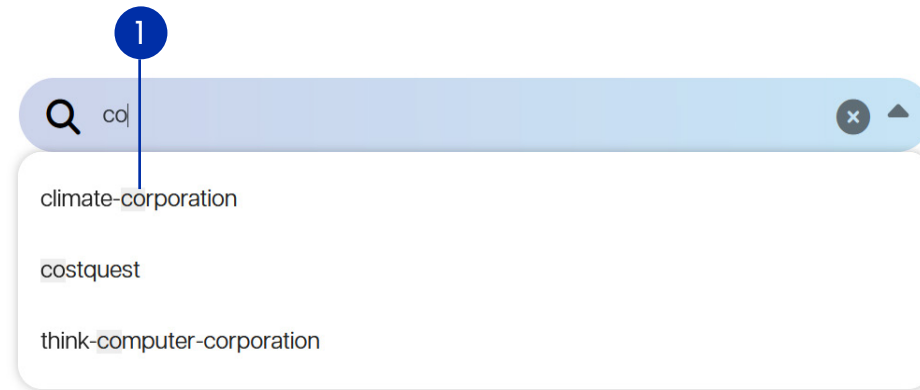 1
co
climate-corporation
costquest
think-computer-corporation